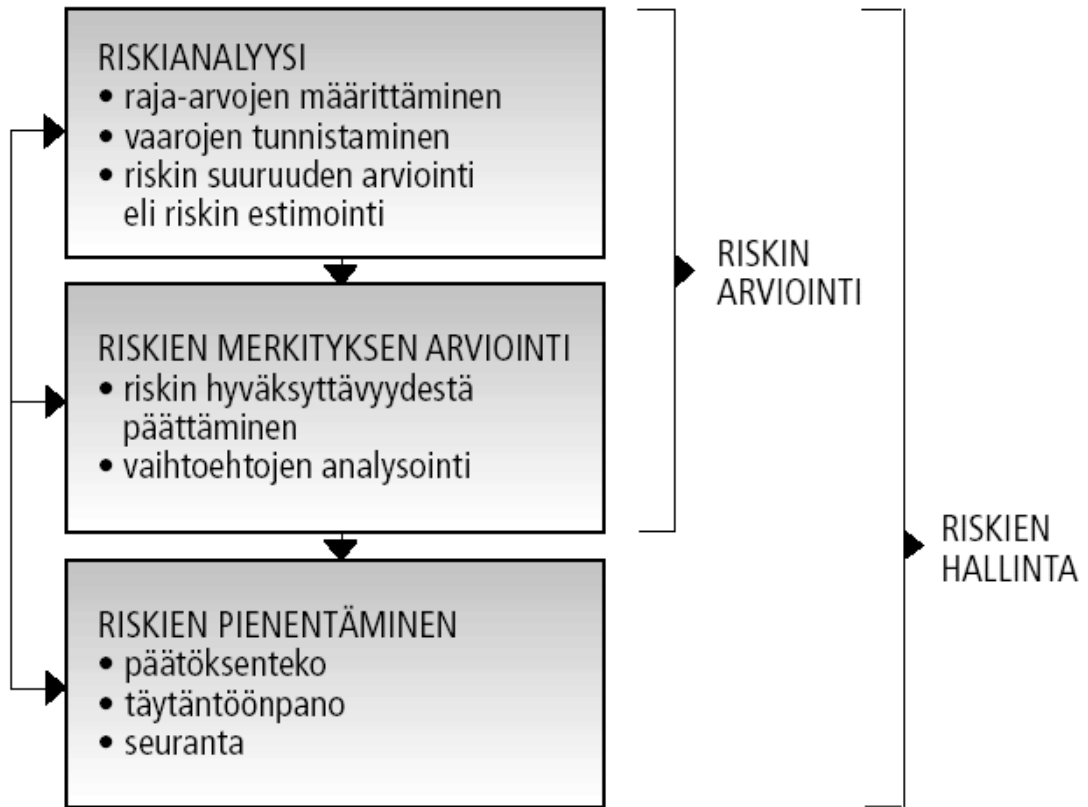 RISKIANALYYSI
• raja-arvojen määrittäminen
• vaarojen tunnistaminen
• riskin suuruuden arviointi
eli riskin estimointi
RISKIEN MERKITYKSEN ARVIOINTI
• riskin hyväksyttävyydestä
päättäminen
• vaihtoehtojen analysointi
RISKIEN PIENENTÄMINEN
• päätöksenteko
• täytäntöönpano
• seuranta
RISKIN
ARVIOINTI
RISKIEN
HALLINTA